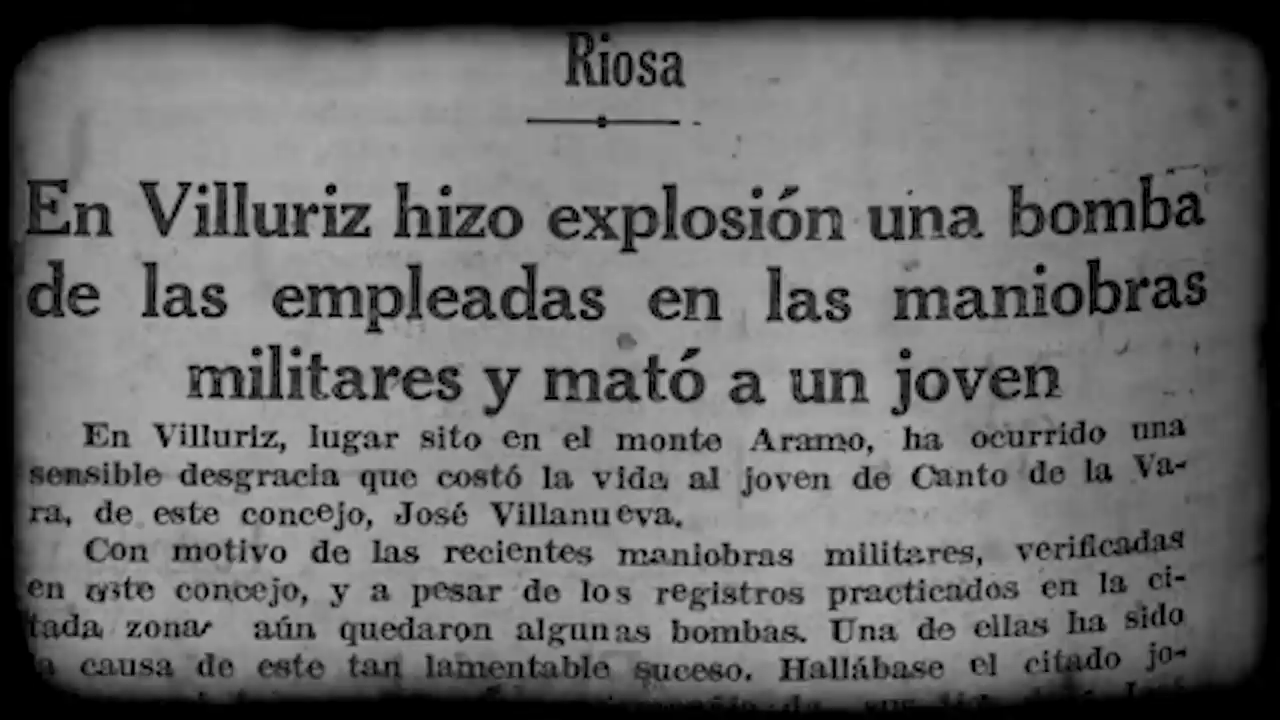 Riosa
En Villuriz hizo explosión una bomba
de las empleadas en las maniobras
militares y mató a un joven
En Villuriz, lugar sito en el monte Aramo, ha ocurrido una
sensible desgracia que costó la vida al joven de Canto de la Va-
ra, de este concejo, José Villanueva.
Con motivo de las recientes maniobras militares, verificadas
en este concejo, y a pesar de los registros practicados en la ci-
tada zona aún quedaron algunas bombas. Una de ellas ha sido
a causa de este tan lamentable suceso. Hallábase el citado jo-